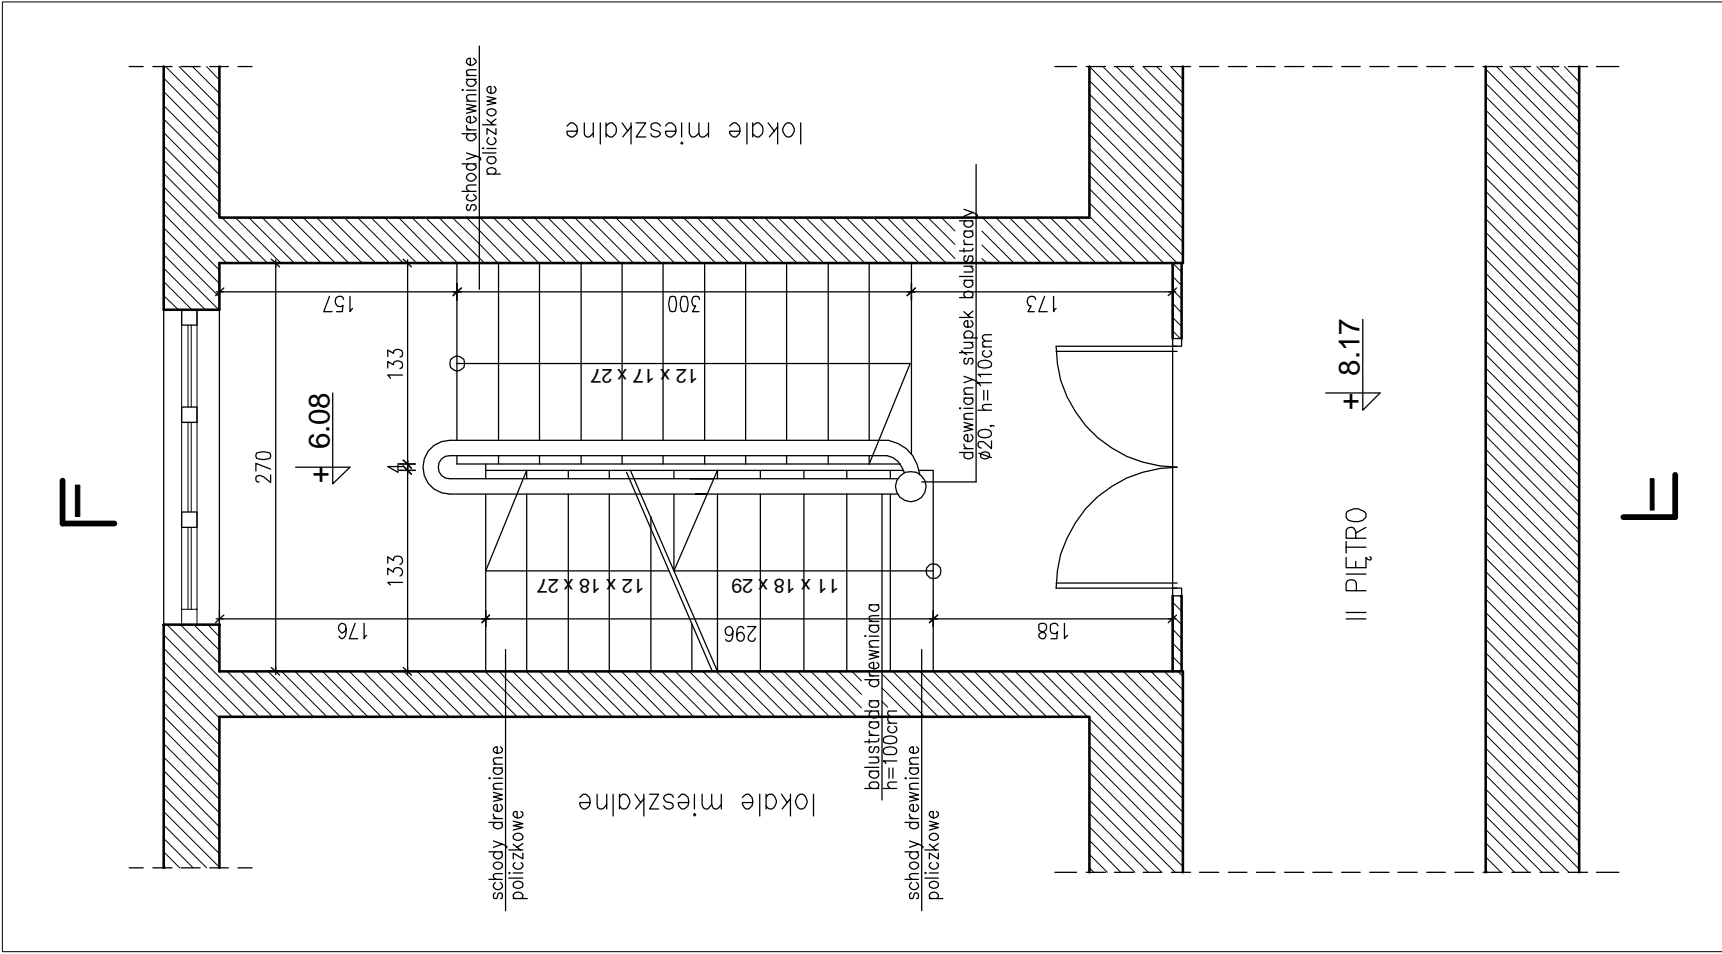 schody drewniane
policzkowe
lokale mieszkalne
157
300
173
133
12 x 17 x 27
drewniany słupek balustrady
ø20, h=110cm
+ 6.08
+ 8.17
270
4
133
12 x 18 x 27
11 x 18 x 29
II PIĘTRO
176
296
158
balustrada drewniana
h=100cm
schody drewniane
policzkowe
lokale mieszkalne
schody drewniane
policzkowe